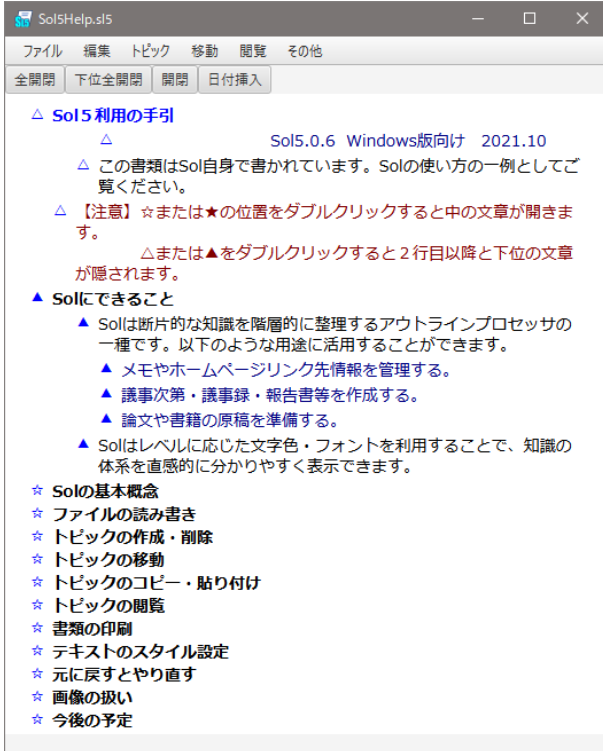 Sol5Help.sl5
ファイル 編集 トピック 移動 閲覧 その他
全開閉 下位全開閉 開閉 日付挿入
△ Sol５利用の手引
△ Sol5.0.6 Windows版向け 2021.10
△ この書類はSol自身で書かれています。Solの使い方の一例としてご
覧ください。
△ 【注意】☆または★の位置をダブルクリックすると中の文章が開きま
す。
△または▲をダブルクリックすると２行目以降と下位の文章
が隠されます。
▲ Solにできること
▲ Solは断片的な知識を階層的に整理するアウトラインプロセッサの
一種です。以下のような用途に活用することができます。
▲ メモやホームページリンク先情報を管理する。
▲ 議事次第・議事録・報告書等を作成する。
▲ 論文や書籍の原稿を準備する。
▲ Solはレベルに応じた文字色・フォントを利用することで、知識の
体系を直感的に分かりやすく表示できます。
☆ Solの基本概念
☆ ファイルの読み書き
☆ トピックの作成・削除
☆ トピックの移動
☆ トピックのコピー・貼り付け
☆ トピックの閲覧
☆ 書類の印刷
☆ テキストのスタイル設定
☆ 元に戻すとやり直す
☆ 画像の扱い
☆ 今後の予定